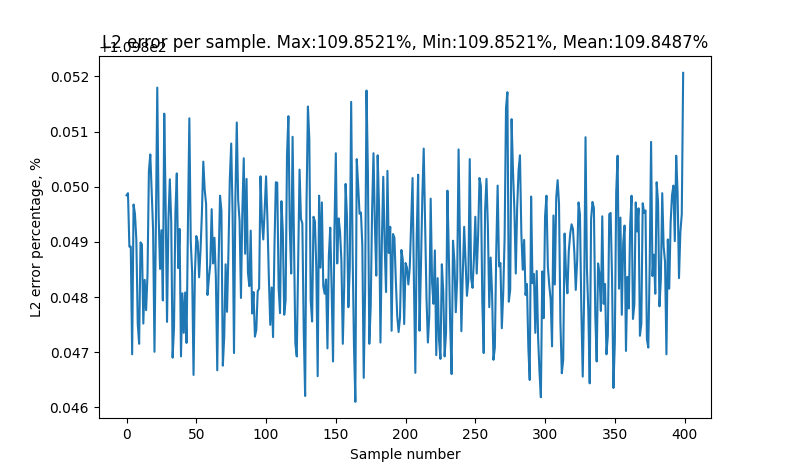 L2 error per sample. Max:109.8521%, Min:109.8521%, Mean:109.8487%
+1.098e2
0.052
0.051
0.050
0.049
0.048
0.047
0.046
L2 error percentage, %
0 50 100 150 200 250 300 350 400
Sample number